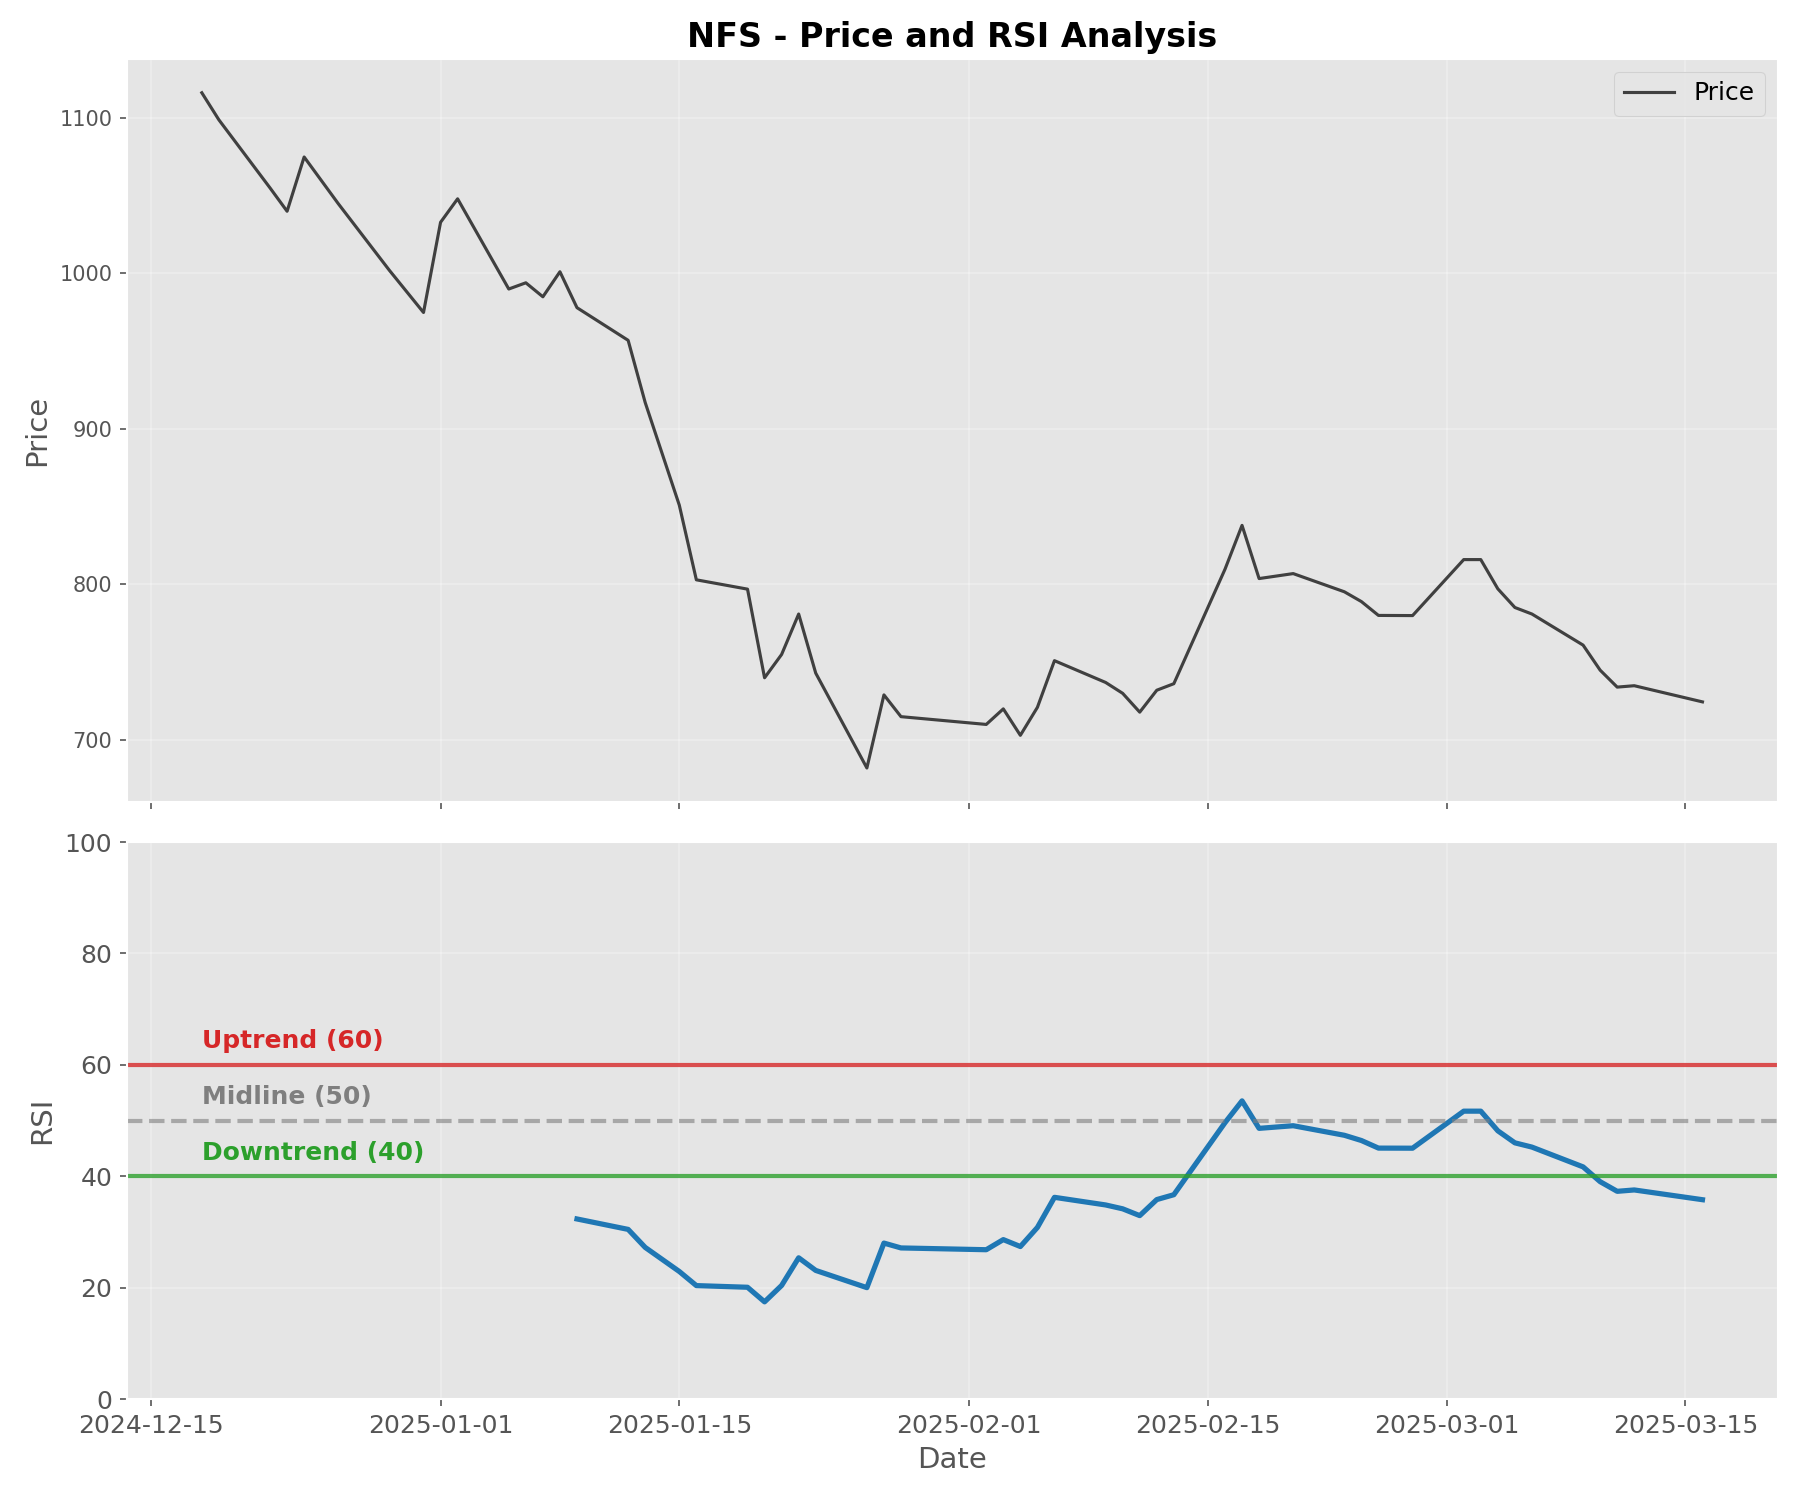 NFS - Price and RSI Analysis
Price
1100
1000
900
800
700
Price
100
80
60
40
20
0
RSI
Uptrend (60)
Midline (50)
Downtrend (40)
2024-12-15
2025-01-01
2025-01-15
2025-02-01
2025-02-15
2025-03-01
2025-03-15
Date